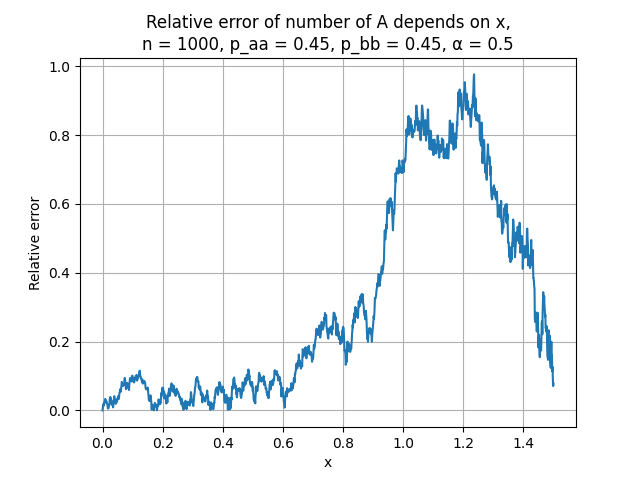 Relative error of number of A depends on x,
n = 1000, p_aa = 0.45, p_bb = 0.45, α = 0.5
1.0
0.8
0.6
0.4
0.2
0.0
Relative error
0.0 0.2 0.4 0.6 0.8 1.0 1.2 1.4
x